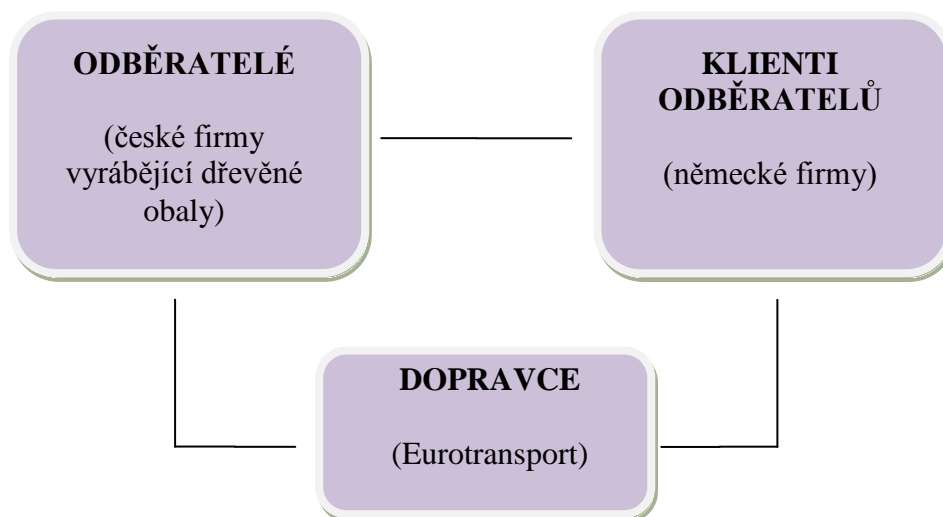 ODBĚRATELÉ
(české firmy
vyrábějící dřevěné
obaly)
KLIENTI
ODBĚRATELŮ
(německé firmy)
DOPRAVCE
(Eurotransport)